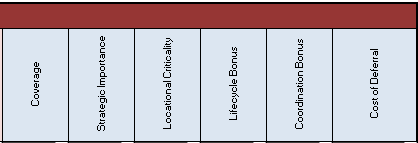 Coverage
Strategic Importance
Locational Criticality
Lifecycle Bonus
Coordination Bonus
Cost of Deferral